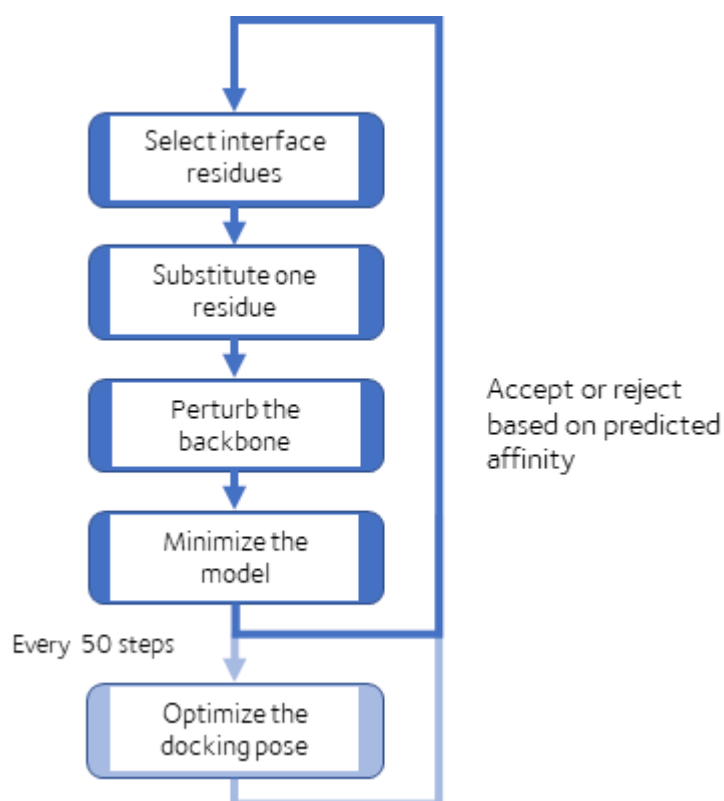 Select interface
residues
Substitute one
residue
Perturb the
backbone
Accept or reject
based on predicted
affinity
Minimize the
model
Every 50 steps
Optimize the
docking pose